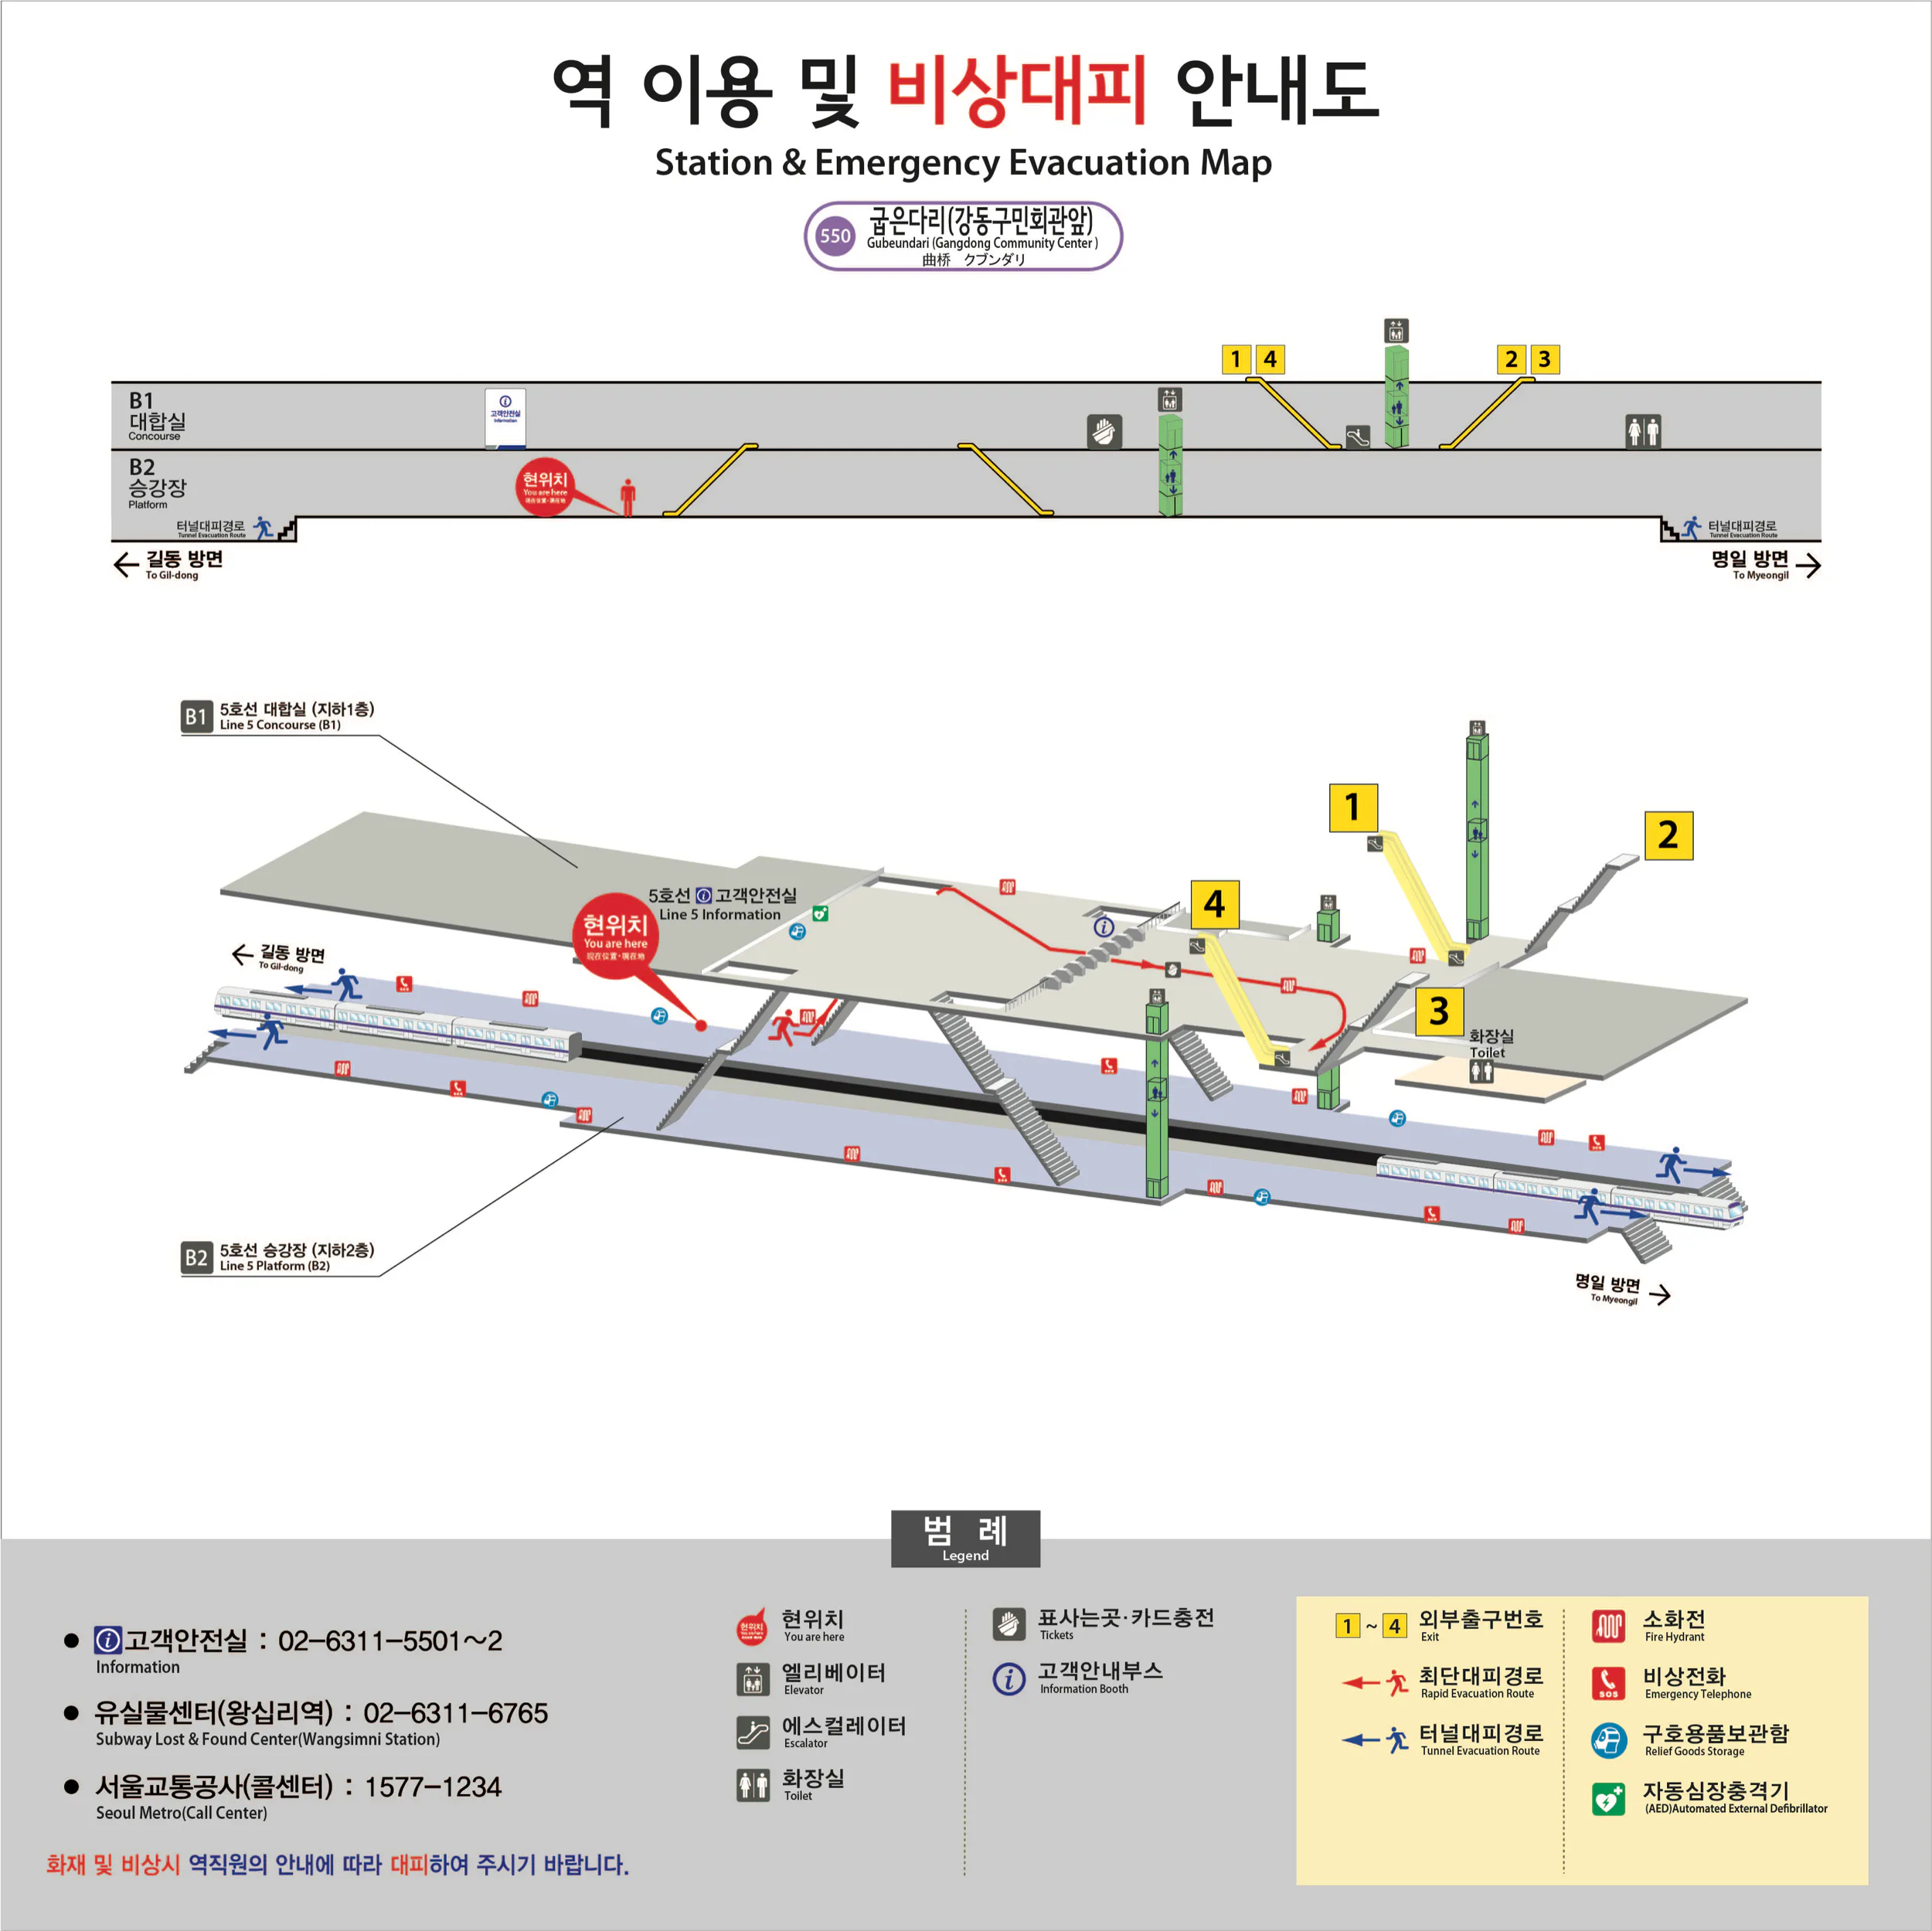 역 이용 및 비상대피 안내도
Station & Emergency Evacuation Map
550
굽은다리(강동구민회관앞)
Gubeundari (Gangdong Community Center )
曲桥 クブンダリ
1 4
2 3
B1
대합실
Concourse
고객안전실
Information
B2
승강장
Platform
현위치
You are here
現在位置·現在地
터널대피경로
Tunnel Evacuation Route
터널대피경로
Tunnel Evacuation Route
← 길동 방면
To Gil-dong
명일 방면 →
To Myeongil
B1 5호선 대합실 (지하1층)
Line 5 Concourse (B1)
1
2
4
3
5호선 고객안전실
Line 5 Information
현위치
You are here
← 길동 방면
To Gil-dong
화장실
Toilet
B2 5호선 승강장 (지하2층)
Line 5 Platform (B2)
명일 방면 →
To Myeongil
범 례
Legend
● 고객안전실 : 02-6311-5501~2
Information
● 유실물센터(왕십리역) : 02-6311-6765
Subway Lost & Found Center(Wangsimni Station)
● 서울교통공사(콜센터) : 1577-1234
Seoul Metro(Call Center)
화재 및 비상시 역직원의 안내에 따라 대피하여 주시기 바랍니다.
현위치
You are here
엘리베이터
Elevator
에스컬레이터
Escalator
화장실
Toilet
표사는곳·카드충전
Tickets
고객안내부스
Information Booth
1 ~ 4 외부출구번호
Exit
최단대피경로
Rapid Evacuation Route
터널대피경로
Tunnel Evacuation Route
소화전
Fire Hydrant
SOS
비상전화
Emergency Telephone
구호용품보관함
Relief Goods Storage
자동심장충격기
(AED)Automated External Defibrillator